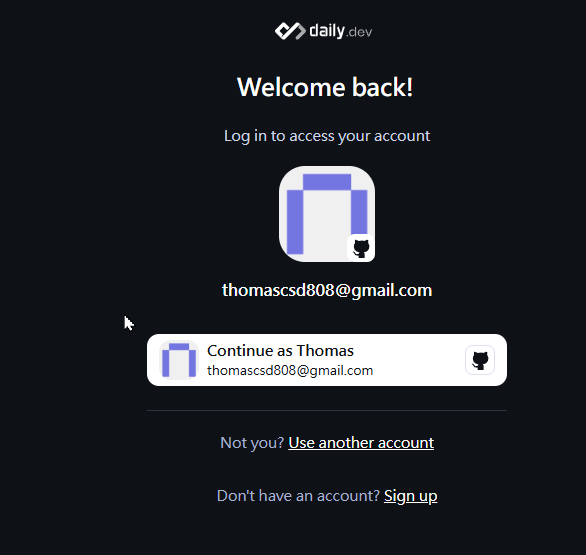 daily.dev
Welcome back!
Log in to access your account
thomascsd808@gmail.com
Continue as Thomas
thomascsd808@gmail.com
Not you? Use another account
Don't have an account? Sign up